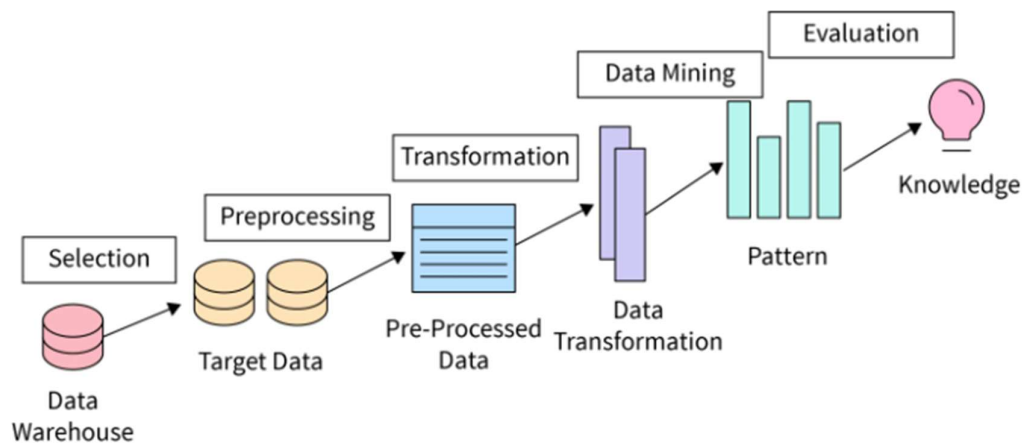 Evaluation
Data Mining
Transformation
Preprocessing
Selection
Knowledge
Pattern
Data
Transformation
Pre-Processed
Data
Target Data
Data
Warehouse